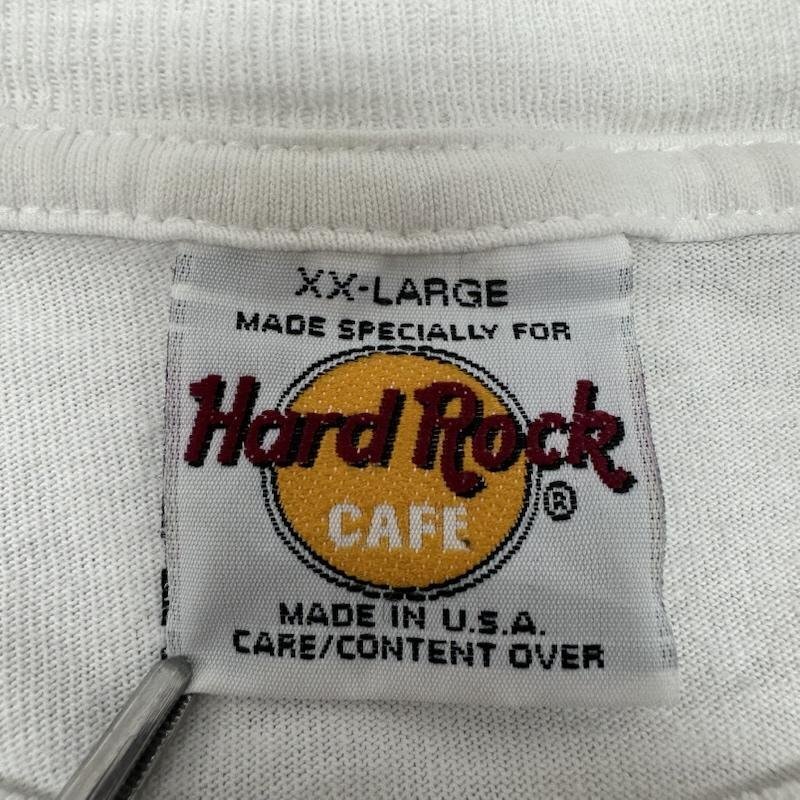 XX-LARGE
MADE SPECIALLY FOR
Hard Rock
CAFE ®
MADE IN U.S.A.
CARE/CONTENT OVER